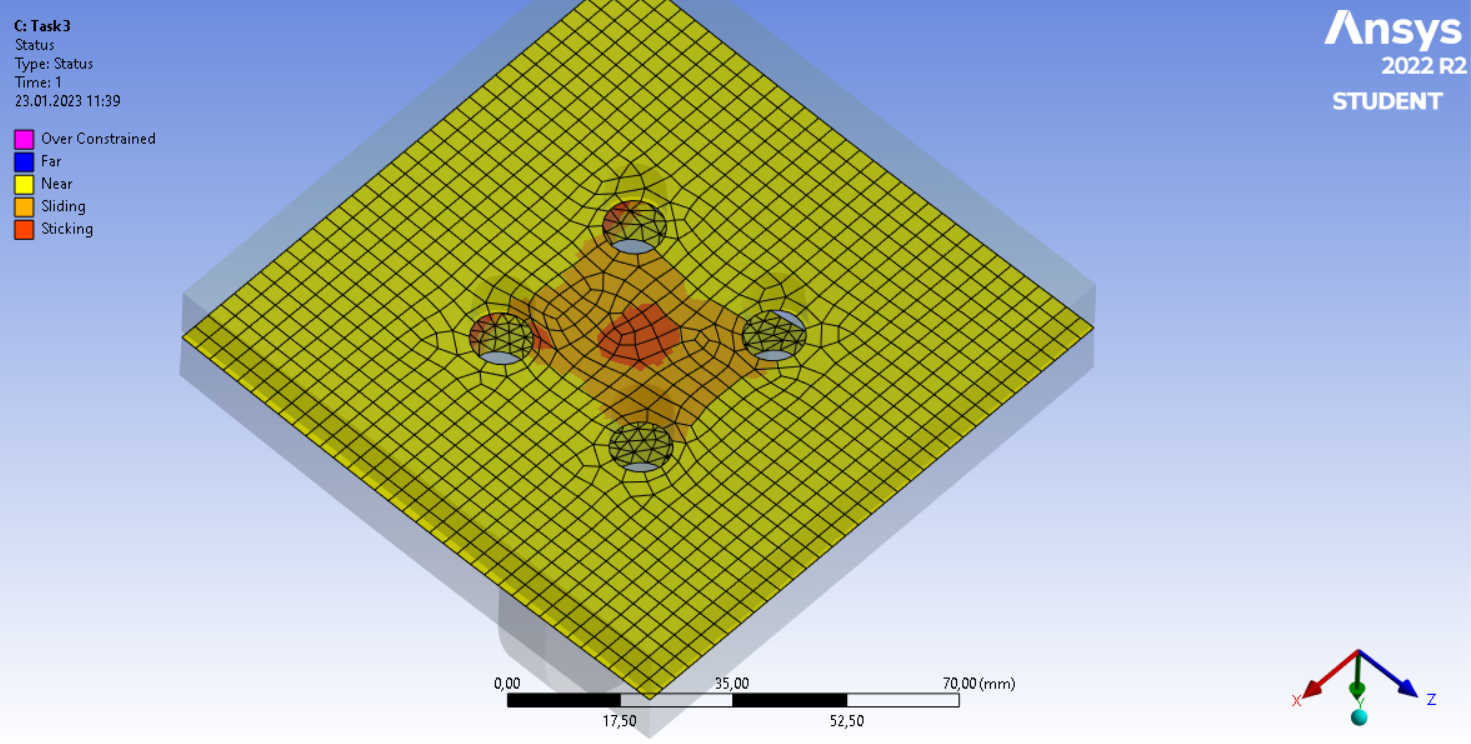 C: Task3
Status
Type: Status
Time: 1
23.01.2023 11:39
Over Constrained
Far
Near
Sliding
Sticking
Ansys
2022 R2
STUDENT
0,00 35,00 70,00 (mm)
17,50 52,50
X Y Z